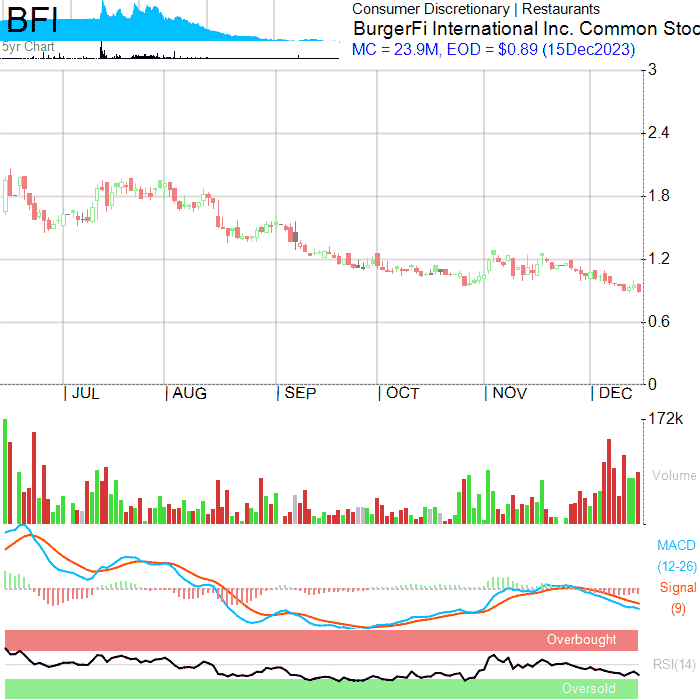 BFI
5yr Chart
Consumer Discretionary | Restaurants
BurgerFi International Inc. Common Stoc
MC = 23.9M, EOD = $0.89 (15Dec2023)
3
2.4
1.8
1.2
0.6
0
| JUL | AUG | SEP | OCT | NOV | DEC
172k
Volume
MACD
(12-26)
Signal
(9)
Overbought
RSI(14)
Oversold